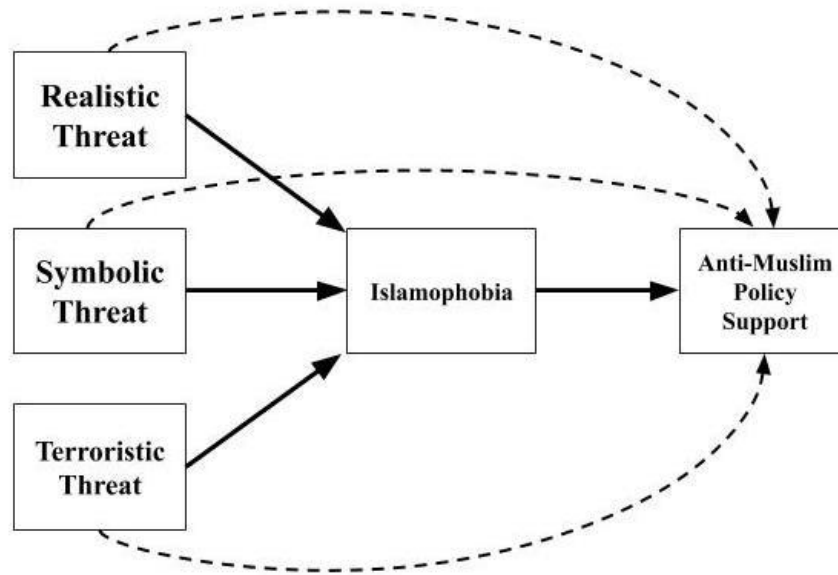 Realistic
Threat
Symbolic
Threat
Islamophobia
Anti-Muslim
Policy
Support
Terroristic
Threat